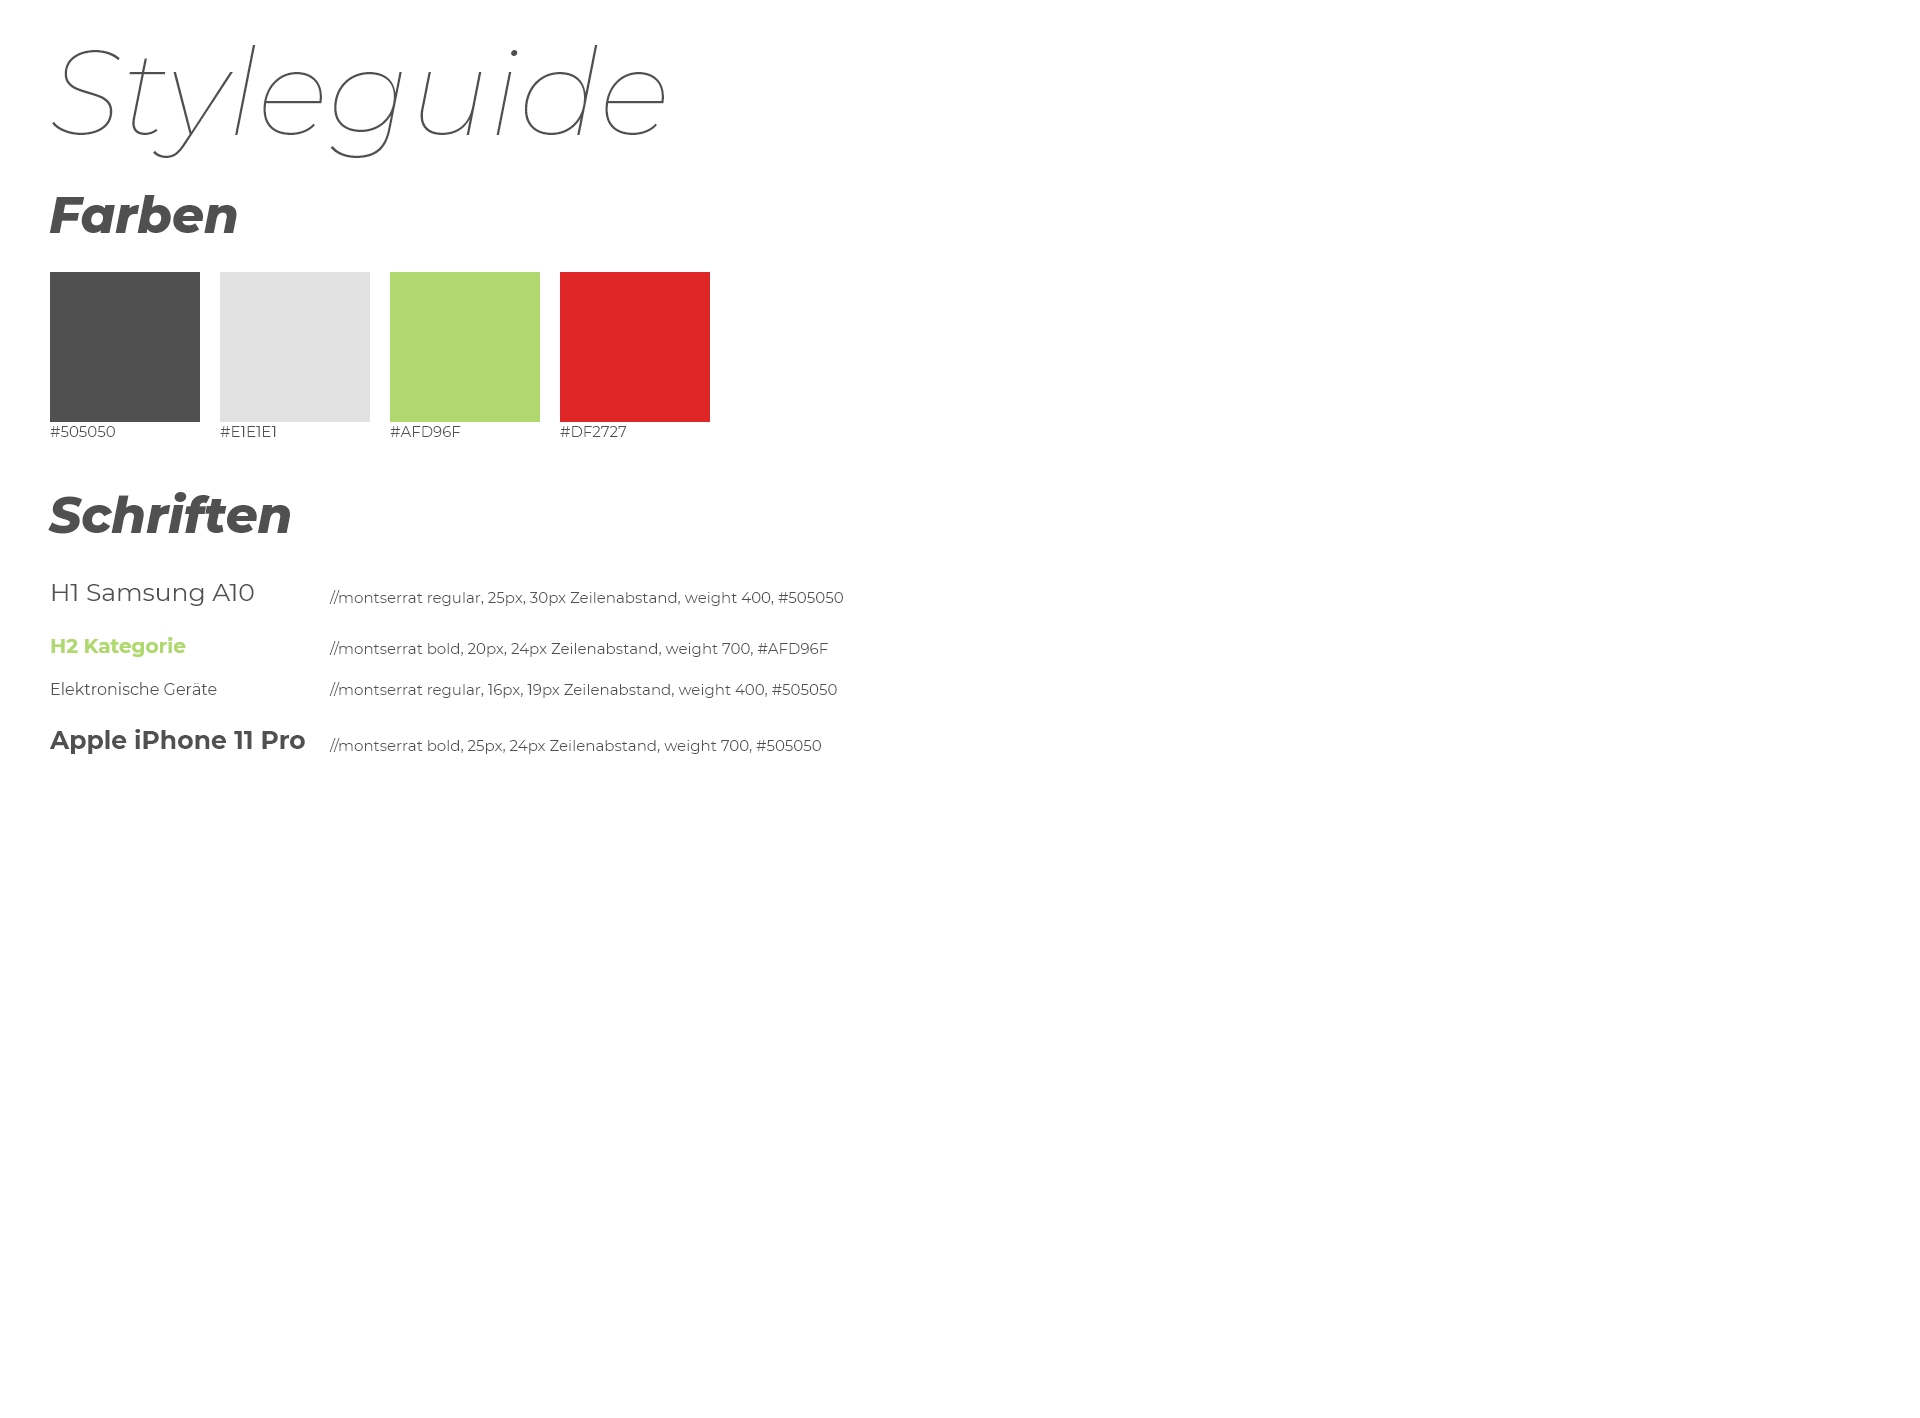 Styleguide
Farben
#505050 #E1E1E1 #AFD96F #DF2727
Schriften
H1 Samsung A10 //montserrat regular, 25px, 30px Zeilenabstand, weight 400, #505050
H2 Kategorie //montserrat bold, 20px, 24px Zeilenabstand, weight 700, #AFD96F
Elektronische Geräte //montserrat regular, 16px, 19px Zeilenabstand, weight 400, #505050
Apple iPhone 11 Pro //montserrat bold, 25px, 24px Zeilenabstand, weight 700, #505050